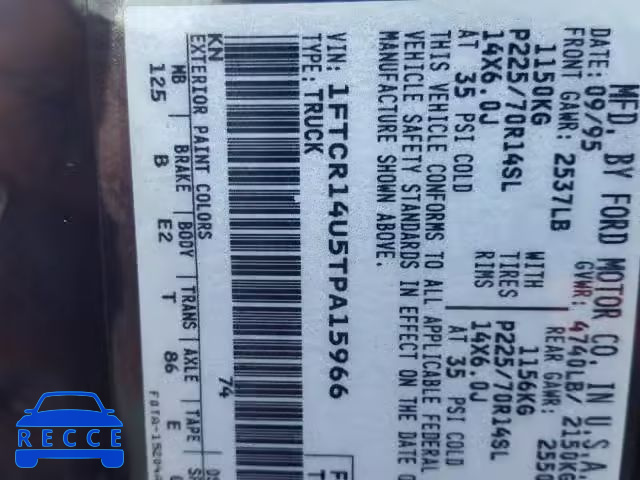 MFD. BY FORD MOTOR CO. IN U.S.A.
DATE: 09/95 GVWR: 4740LB/ 2150KG
FRONT GAWR: 2537LB REAR GAWR: 2550
1150KG WITH 1156KG
P225/70R14SL TIRES P225/70R14SL
14X6.0J RIMS 14X6.0J
AT 35 PSI COLD AT 35 PSI COLD
THIS VEHICLE CONFORMS TO ALL APPLICABLE FEDERAL
VEHICLE SAFETY STANDARDS IN EFFECT ON THE DATE O
MANUFACTURE SHOWN ABOVE.
VIN: 1FTCR14U5TPA15966
TYPE: TRUCK
EXTERIOR PAINT COLORS 74
KN
MB BRAKE BODY TRANS AXLE TAPE
125 B E2 T 86 E
RECCE